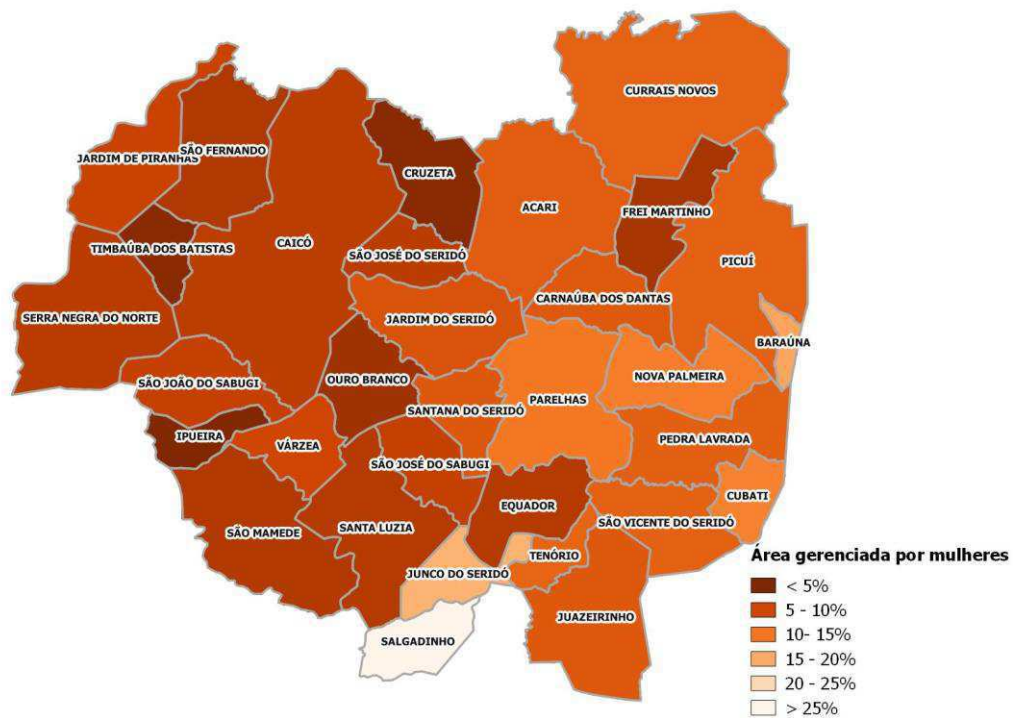 CURRAIS NOVOS
JARDIM DE PIRANHAS
SÃO FERNANDO
CRUZETA
ACARI
FREI MARTINHO
TIMBAÚBA DOS BATISTAS
CAICÓ
SÃO JOSÉ DO SERIDÓ
PICUÍ
CARNAÚBA DOS DANTAS
SERRA NEGRA DO NORTE
JARDIM DO SERIDÓ
BARAÚNA
SÃO JOÃO DO SABUGI
OURO BRANCO
NOVA PALMEIRA
SANTANA DO SERIDÓ
PARELHAS
IPUEIRA
VÁRZEA
PEDRA LAVRADA
SÃO JOSÉ DO SABUGI
CUBATI
EQUADOR
SÃO MAMEDE
SANTA LUZIA
SÃO VICENTE DO SERIDÓ
TENÓRIO
JUNCO DO SERIDÓ
JUAZEIRINHO
SALGADINHO
Área gerenciada por mulheres
< 5%
5 - 10%
10- 15%
15 - 20%
20 - 25%
> 25%